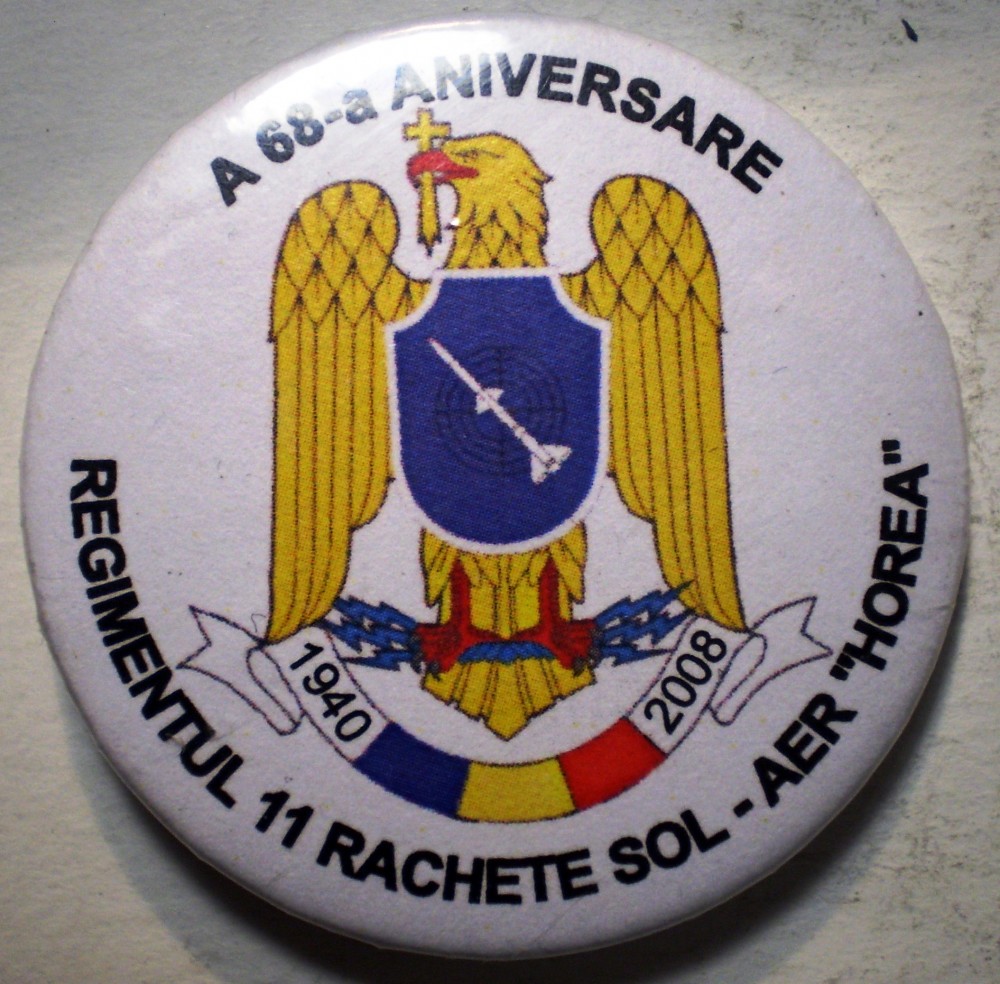 A 68-a ANIVERSARE
1940
2008
REGIMENTUL 11 RACHETE SOL - AER "HOREA"